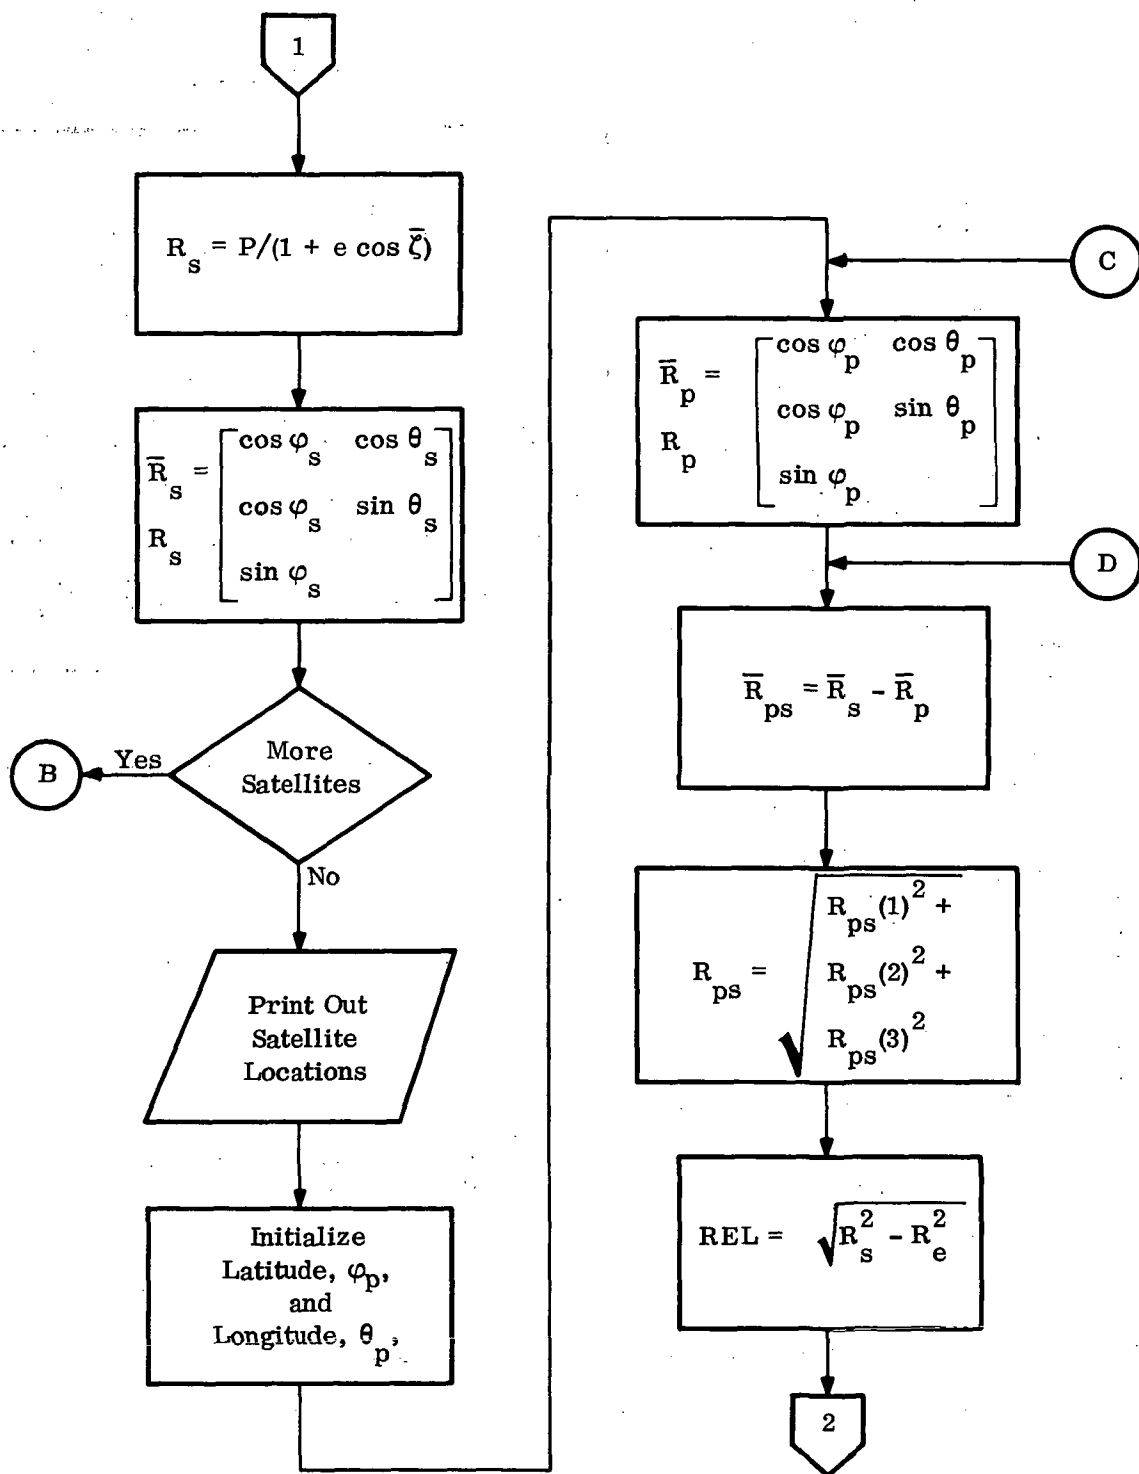 1
R_s = P/(1 + e cos ζ̄)
R̄_s = [cos φ_s cos θ_s
cos φ_s sin θ_s
R_s
sin φ_s]
More
Satellites
Yes
B
No
Print Out
Satellite
Locations
Initialize
Latitude, φ_p,
and
Longitude, θ_p,
C
R̄_p = [cos φ_p cos θ_p
cos φ_p sin θ_p
R_p
sin φ_p]
D
R̄_ps = R̄_s - R̄_p
R_ps = √
R_ps(1)² +
R_ps(2)² +
R_ps(3)²
REL = √R_s² - R_e²
2